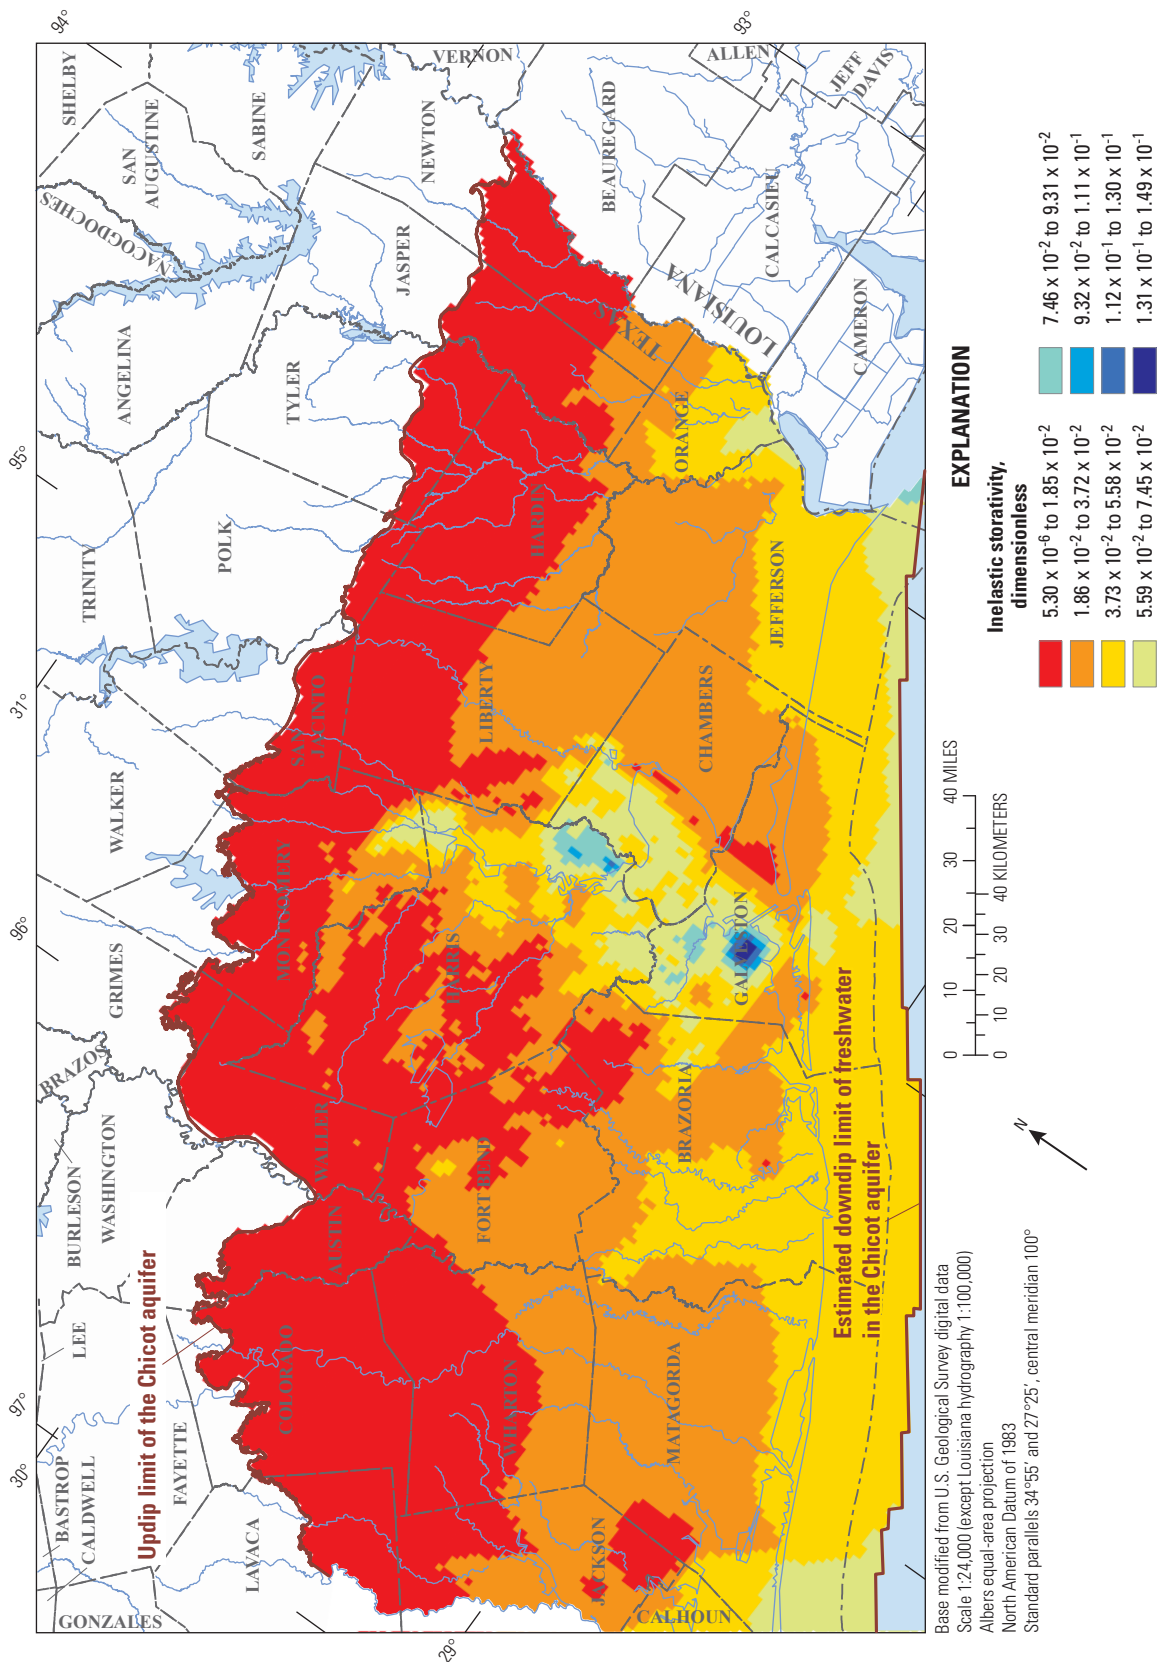 94°
93°
95°
31°
96°
97°
30°
29°
SHELBY
SAN
AUGUSTINE
SABINE
NACOGDOCHES
VERNON
ALLEN
JEFF
DAVIS
NEWTON
BEAUREGARD
JASPER
CALCASIEU
ANGELINA
TYLER
TEXAS
LOUISIANA
CAMERON
ORANGE
TRINITY
POLK
HARDIN
JEFFERSON
WALKER
SAN
JACINTO
LIBERTY
CHAMBERS
GRIMES
MONTGOMERY
HARRIS
GALVESTON
BRAZOS
BURLESON
WASHINGTON
WALLER
FORT BEND
BRAZORIA
AUSTIN
LEE
COLORADO
WHARTON
MATAGORDA
BASTROP
CALDWELL
FAYETTE
LAVACA
JACKSON
GONZALES
CALHOUN
Updip limit of the Chicot aquifer
Estimated downdip limit of freshwater
in the Chicot aquifer
Base modified from U.S. Geological Survey digital data
Scale 1:24,000 (except Louisiana hydrography 1:100,000)
Albers equal-area projection
North American Datum of 1983
Standard parallels 34°55′ and 27°25′, central meridian 100°
N
0 10 20 30 40 MILES
0 10 20 30 40 KILOMETERS
EXPLANATION
Inelastic storativity,
dimensionless
5.30 x 10⁻⁶ to 1.85 x 10⁻²
1.86 x 10⁻² to 3.72 x 10⁻²
3.73 x 10⁻² to 5.58 x 10⁻²
5.59 x 10⁻² to 7.45 x 10⁻²
7.46 x 10⁻² to 9.31 x 10⁻²
9.32 x 10⁻² to 1.11 x 10⁻¹
1.12 x 10⁻¹ to 1.30 x 10⁻¹
1.31 x 10⁻¹ to 1.49 x 10⁻¹